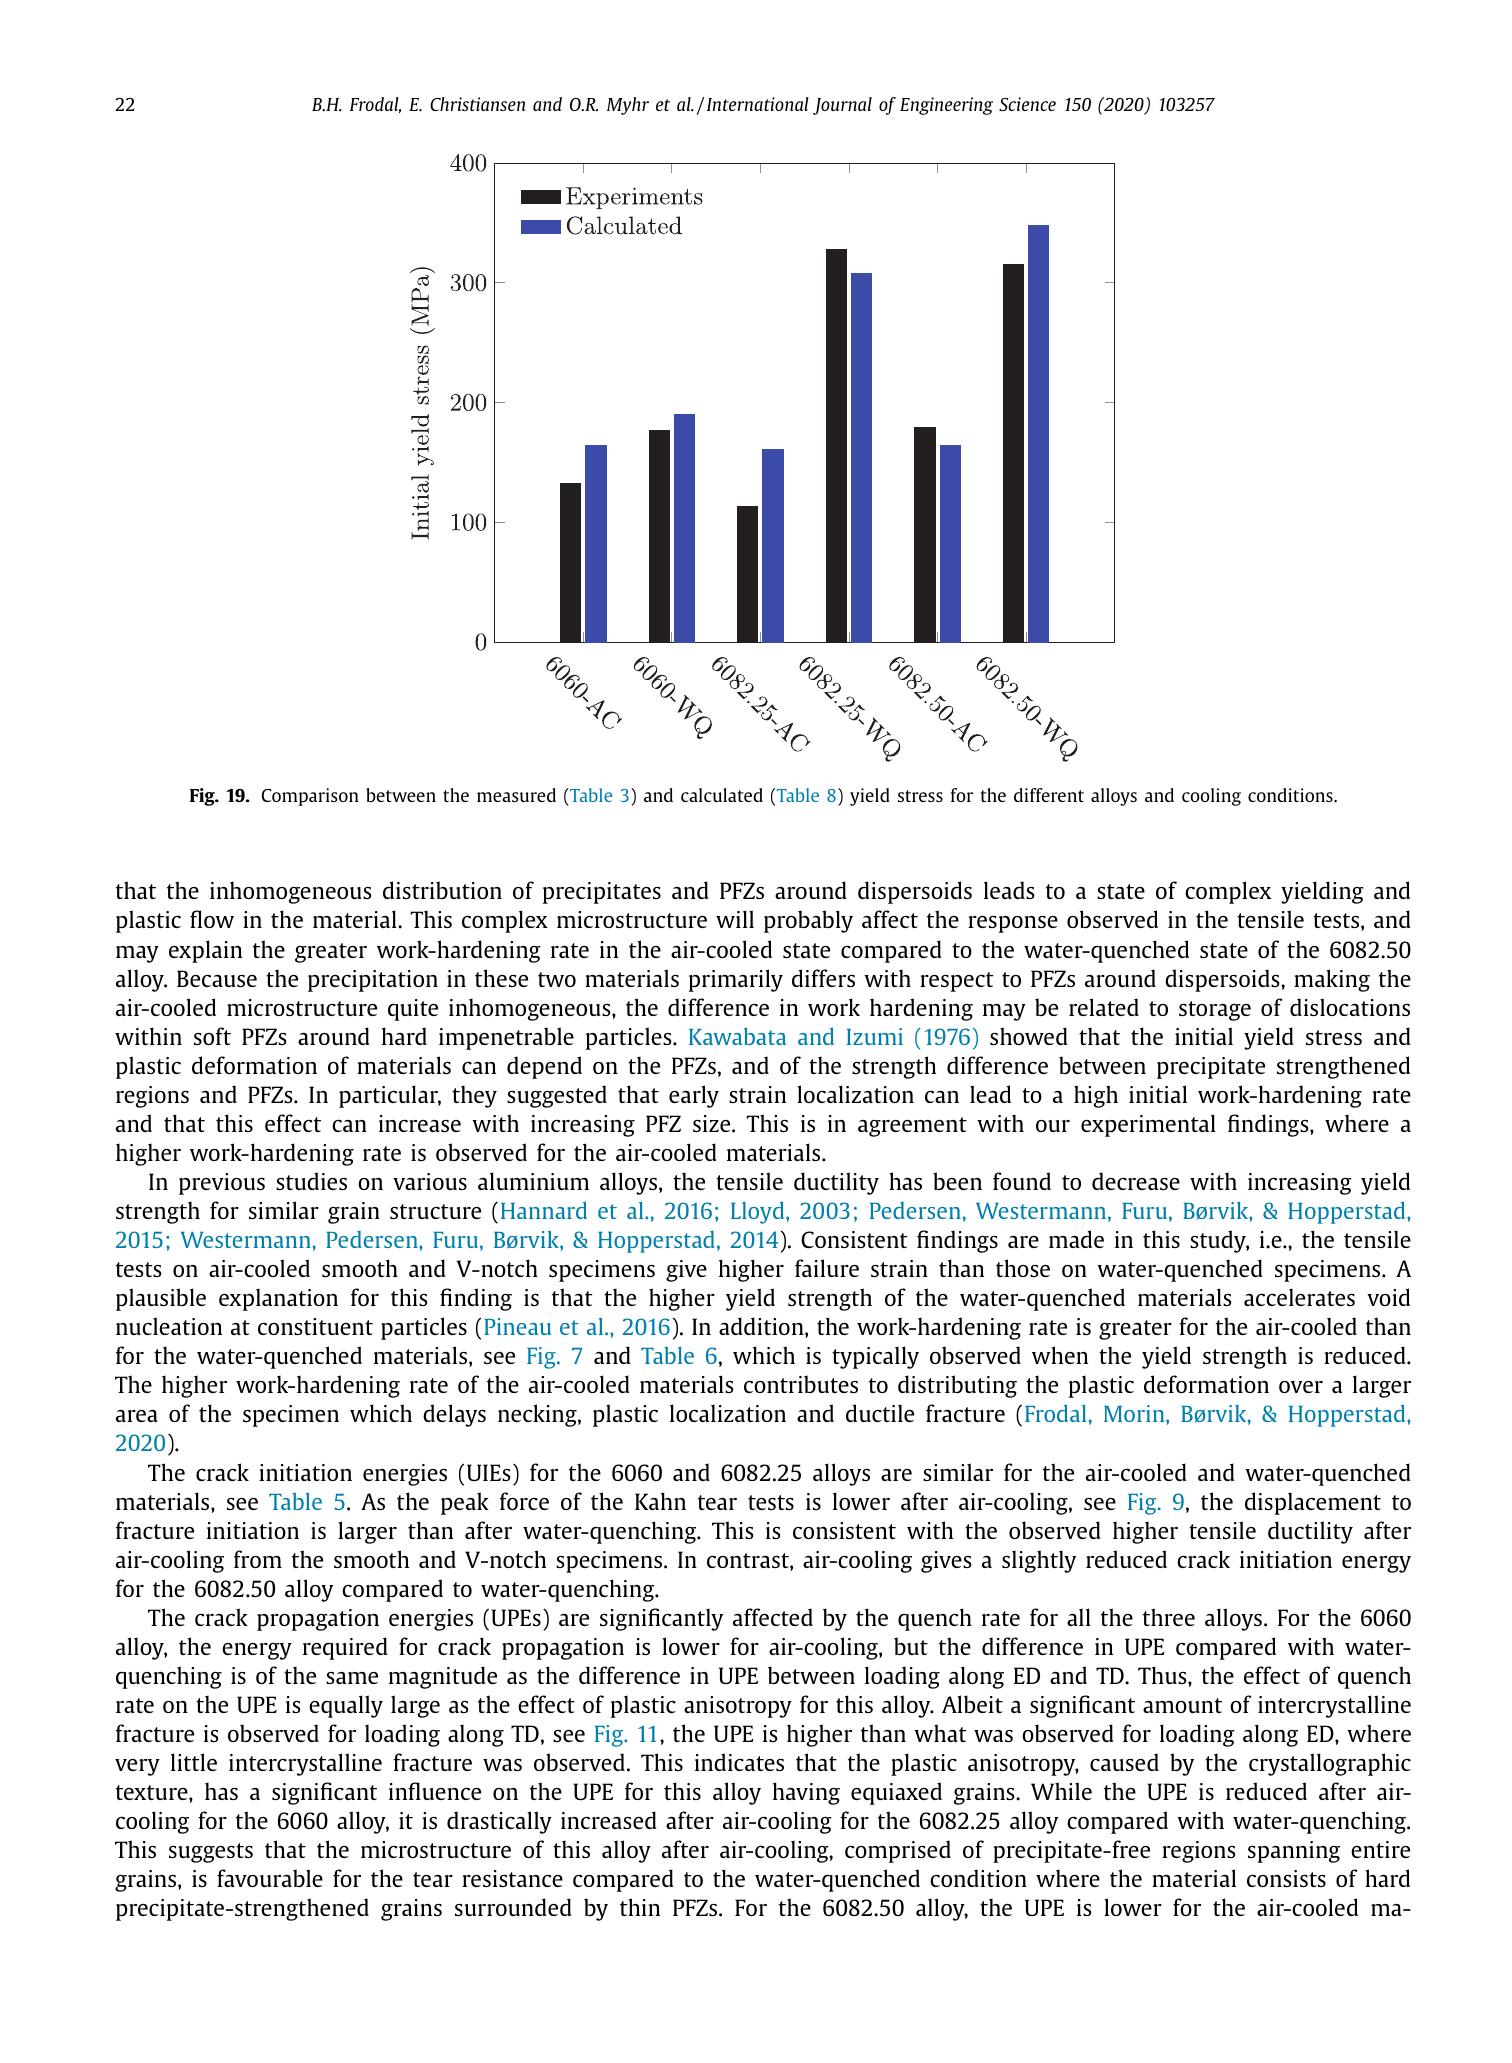 22
B.H. Frodal, E. Christiansen and O.R. Myhr et al. / International Journal of Engineering Science 150 (2020) 103257
400
300
200
100
0
Initial yield stress (MPa)
Experiments
Calculated
6060-AC
6060-WQ
6082.25-AC
6082.25-WQ
6082.50-AC
6082.50-WQ
Fig. 19. Comparison between the measured (Table 3) and calculated (Table 8) yield stress for the different alloys and cooling conditions.
that the inhomogeneous distribution of precipitates and PFZs around dispersoids leads to a state of complex yielding and
plastic flow in the material. This complex microstructure will probably affect the response observed in the tensile tests, and
may explain the greater work-hardening rate in the air-cooled state compared to the water-quenched state of the 6082.50
alloy. Because the precipitation in these two materials primarily differs with respect to PFZs around dispersoids, making the
air-cooled microstructure quite inhomogeneous, the difference in work hardening may be related to storage of dislocations
within soft PFZs around hard impenetrable particles. Kawabata and Izumi (1976) showed that the initial yield stress and
plastic deformation of materials can depend on the PFZs, and of the strength difference between precipitate strengthened
regions and PFZs. In particular, they suggested that early strain localization can lead to a high initial work-hardening rate
and that this effect can increase with increasing PFZ size. This is in agreement with our experimental findings, where a
higher work-hardening rate is observed for the air-cooled materials.
In previous studies on various aluminium alloys, the tensile ductility has been found to decrease with increasing yield
strength for similar grain structure (Hannard et al., 2016; Lloyd, 2003; Pedersen, Westermann, Furu, Børvik, & Hopperstad,
2015; Westermann, Pedersen, Furu, Børvik, & Hopperstad, 2014). Consistent findings are made in this study, i.e., the tensile
tests on air-cooled smooth and V-notch specimens give higher failure strain than those on water-quenched specimens. A
plausible explanation for this finding is that the higher yield strength of the water-quenched materials accelerates void
nucleation at constituent particles (Pineau et al., 2016). In addition, the work-hardening rate is greater for the air-cooled than
for the water-quenched materials, see Fig. 7 and Table 6, which is typically observed when the yield strength is reduced.
The higher work-hardening rate of the air-cooled materials contributes to distributing the plastic deformation over a larger
area of the specimen which delays necking, plastic localization and ductile fracture (Frodal, Morin, Børvik, & Hopperstad,
2020).
The crack initiation energies (UIEs) for the 6060 and 6082.25 alloys are similar for the air-cooled and water-quenched
materials, see Table 5. As the peak force of the Kahn tear tests is lower after air-cooling, see Fig. 9, the displacement to
fracture initiation is larger than after water-quenching. This is consistent with the observed higher tensile ductility after
air-cooling from the smooth and V-notch specimens. In contrast, air-cooling gives a slightly reduced crack initiation energy
for the 6082.50 alloy compared to water-quenching.
The crack propagation energies (UPEs) are significantly affected by the quench rate for all the three alloys. For the 6060
alloy, the energy required for crack propagation is lower for air-cooling, but the difference in UPE compared with water-
quenching is of the same magnitude as the difference in UPE between loading along ED and TD. Thus, the effect of quench
rate on the UPE is equally large as the effect of plastic anisotropy for this alloy. Albeit a significant amount of intercrystalline
fracture is observed for loading along TD, see Fig. 11, the UPE is higher than what was observed for loading along ED, where
very little intercrystalline fracture was observed. This indicates that the plastic anisotropy, caused by the crystallographic
texture, has a significant influence on the UPE for this alloy having equiaxed grains. While the UPE is reduced after air-
cooling for the 6060 alloy, it is drastically increased after air-cooling for the 6082.25 alloy compared with water-quenching.
This suggests that the microstructure of this alloy after air-cooling, comprised of precipitate-free regions spanning entire
grains, is favourable for the tear resistance compared to the water-quenched condition where the material consists of hard
precipitate-strengthened grains surrounded by thin PFZs. For the 6082.50 alloy, the UPE is lower for the air-cooled ma-